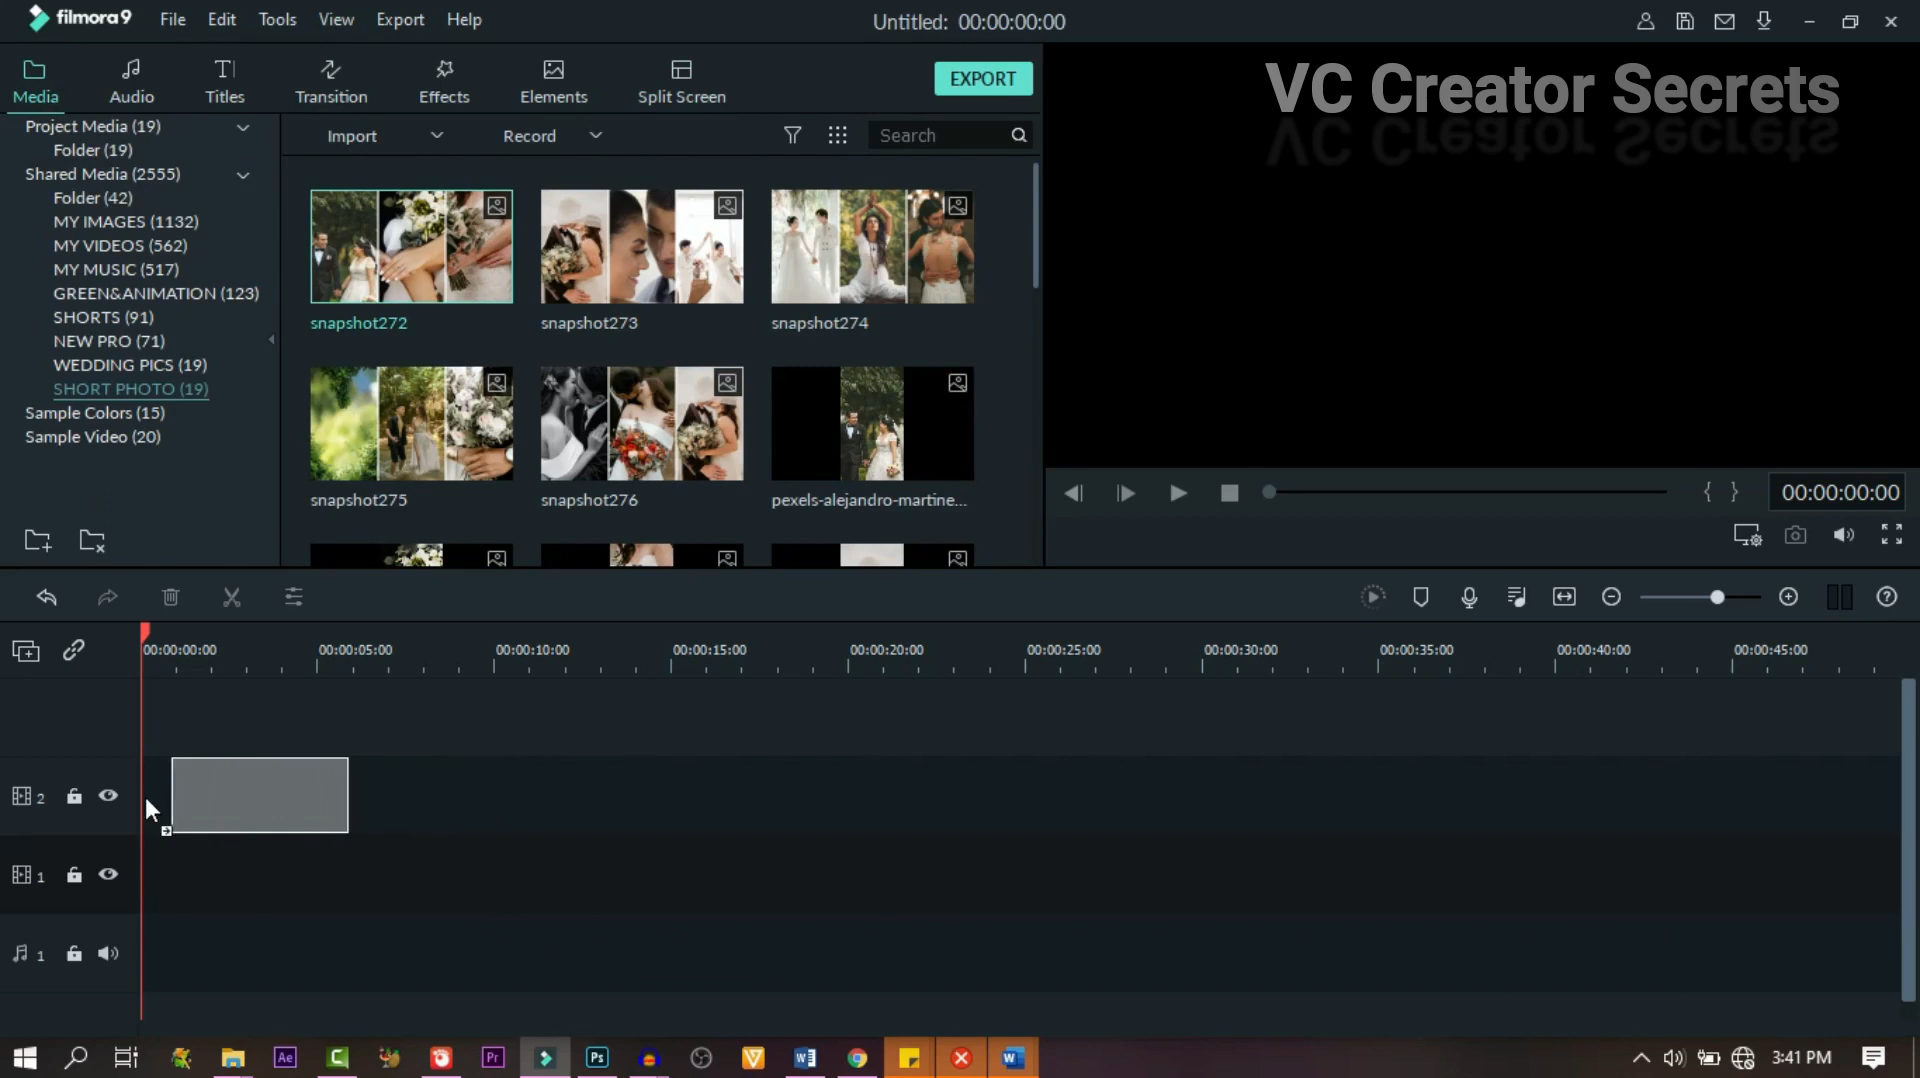 filmora9 File Edit Tools View Export Help Untitled: 00:00:00:00
Media Audio Titles Transition Effects Elements Split Screen EXPORT
VC Creator Secrets
Project Media (19)
Folder (19)
Shared Media (2555)
Folder (42)
MY IMAGES (1132)
MY VIDEOS (562)
MY MUSIC (517)
GREEN&ANIMATION (123)
SHORTS (91)
NEW PRO (71)
WEDDING PICS (19)
SHORT PHOTO (19)
Sample Colors (15)
Sample Video (20)
Import Record Search
snapshot272 snapshot273 snapshot274
snapshot275 snapshot276 pexels-alejandro-martine...
{ } 00:00:00:00
00:00:00:00 00:00:05:00 00:00:10:00 00:00:15:00 00:00:20:00 00:00:25:00 00:00:30:00 00:00:35:00 00:00:40:00 00:00:45:00
2
1
1
Ae Pr Ps 3:41 PM